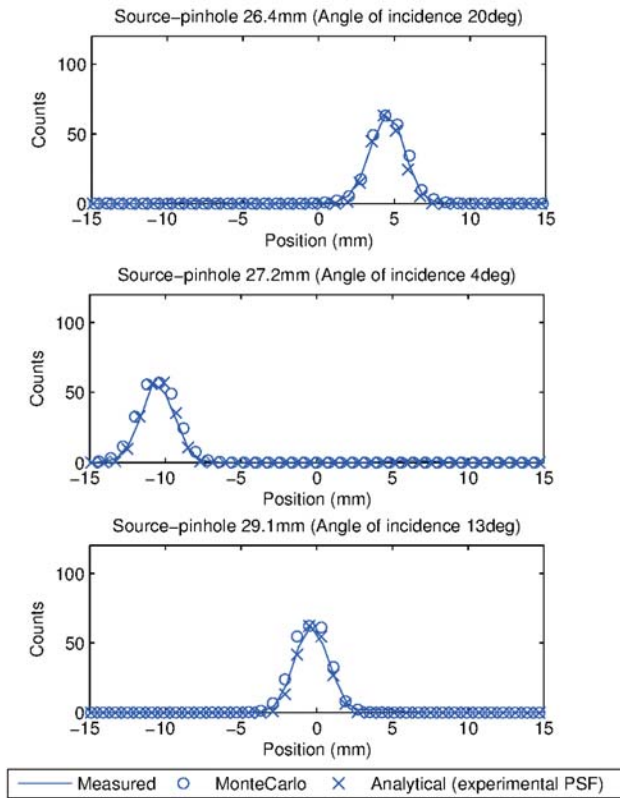 Source-pinhole 26.4mm (Angle of incidence 20deg)
100
50
0
Counts
-15 -10 -5 0 5 10 15
Position (mm)
Source-pinhole 27.2mm (Angle of incidence 4deg)
100
50
0
Counts
-15 -10 -5 0 5 10 15
Position (mm)
Source-pinhole 29.1mm (Angle of incidence 13deg)
100
50
0
Counts
-15 -10 -5 0 5 10 15
Position (mm)
Measured MonteCarlo Analytical (experimental PSF)